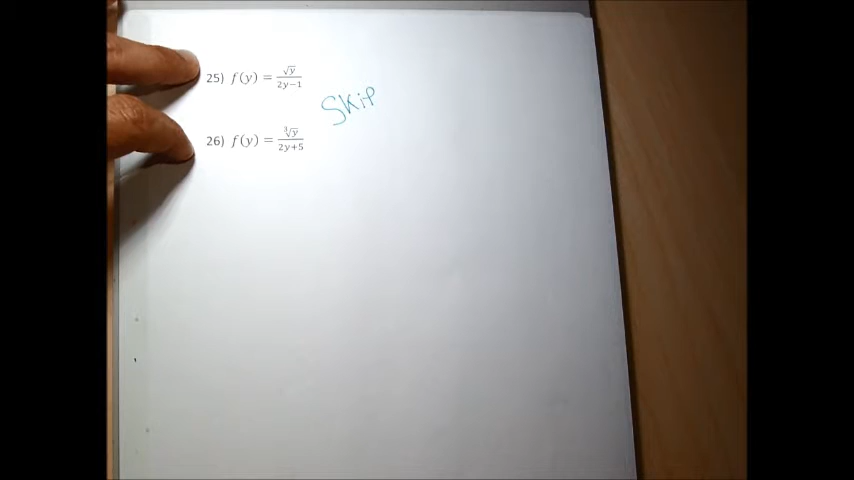 25) f(y) = √y / 2y−1
Skip
26) f(y) = ∛y / 2y+5